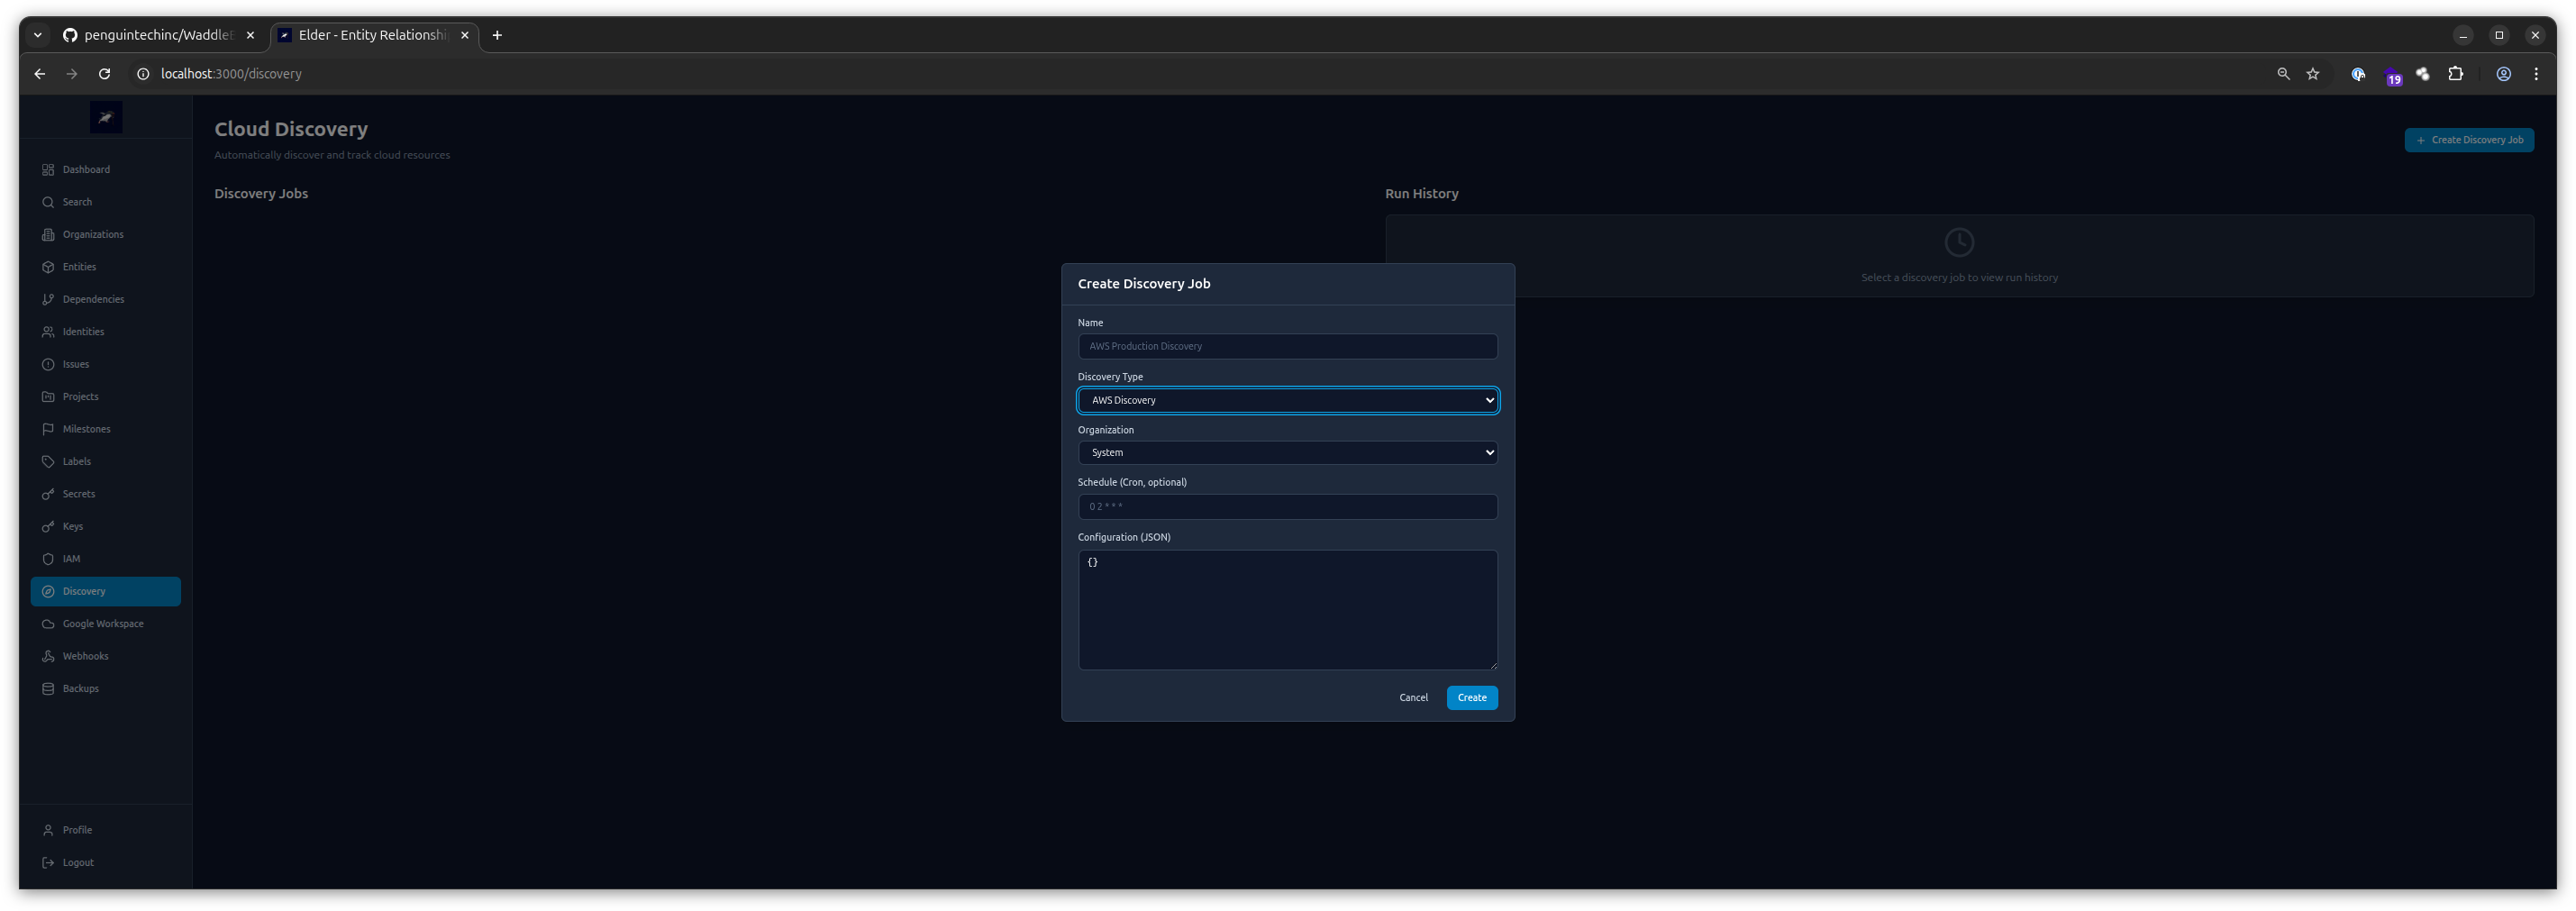 penguintechinc/Waddle
Elder - Entity Relationshi
localhost:3000/discovery
19
Cloud Discovery
Automatically discover and track cloud resources
Create Discovery Job
Dashboard
Search
Organizations
Entities
Dependencies
Identities
Issues
Projects
Milestones
Labels
Secrets
Keys
IAM
Discovery
Google Workspace
Webhooks
Backups
Profile
Logout
Discovery Jobs
Run History
Select a discovery job to view run history
Create Discovery Job
Name
AWS Production Discovery
Discovery Type
AWS Discovery
Organization
System
Schedule (Cron, optional)
0 2 * * *
Configuration (JSON)
{}
Cancel
Create